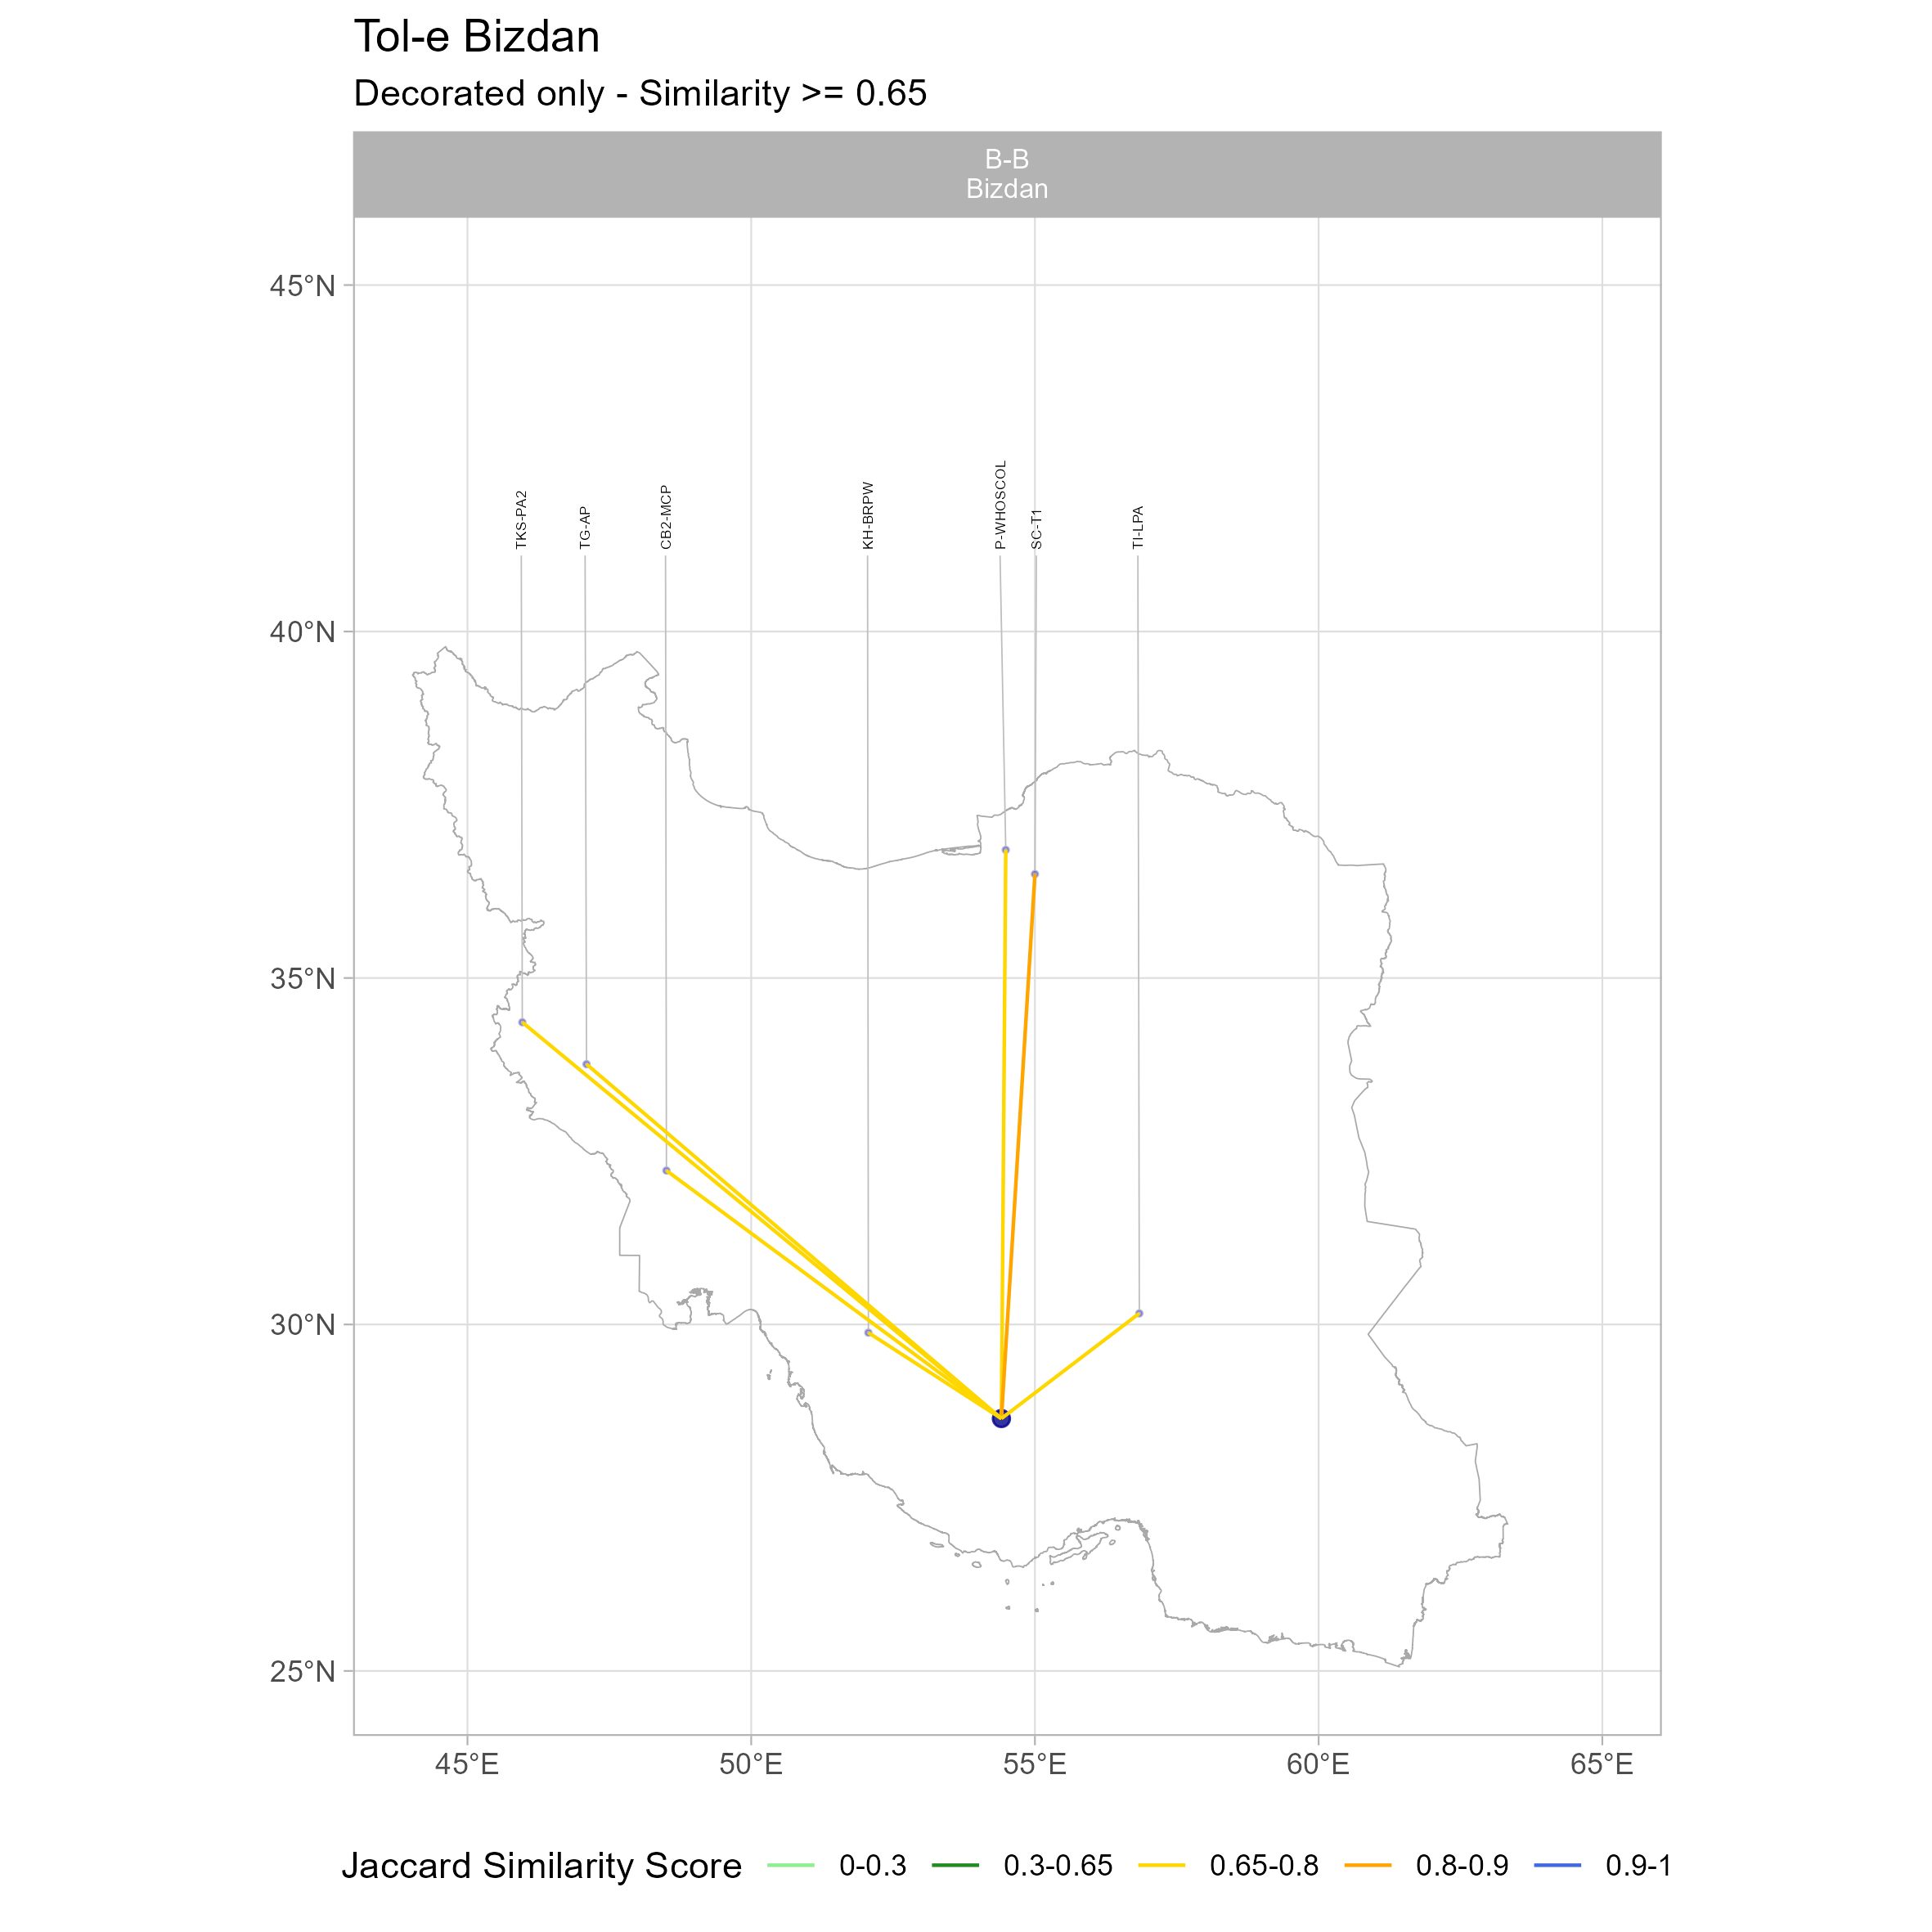 Tol-e Bizdan
Decorated only - Similarity >= 0.65
B-B
Bizdan
45°N
40°N
35°N
30°N
25°N
TKS-PA2
TG-AP
CB2-MCP
KH-BRPW
P-WHOSCOL
SC-T1
TI-LPA
45°E 50°E 55°E 60°E 65°E
Jaccard Similarity Score 0-0.3 0.3-0.65 0.65-0.8 0.8-0.9 0.9-1